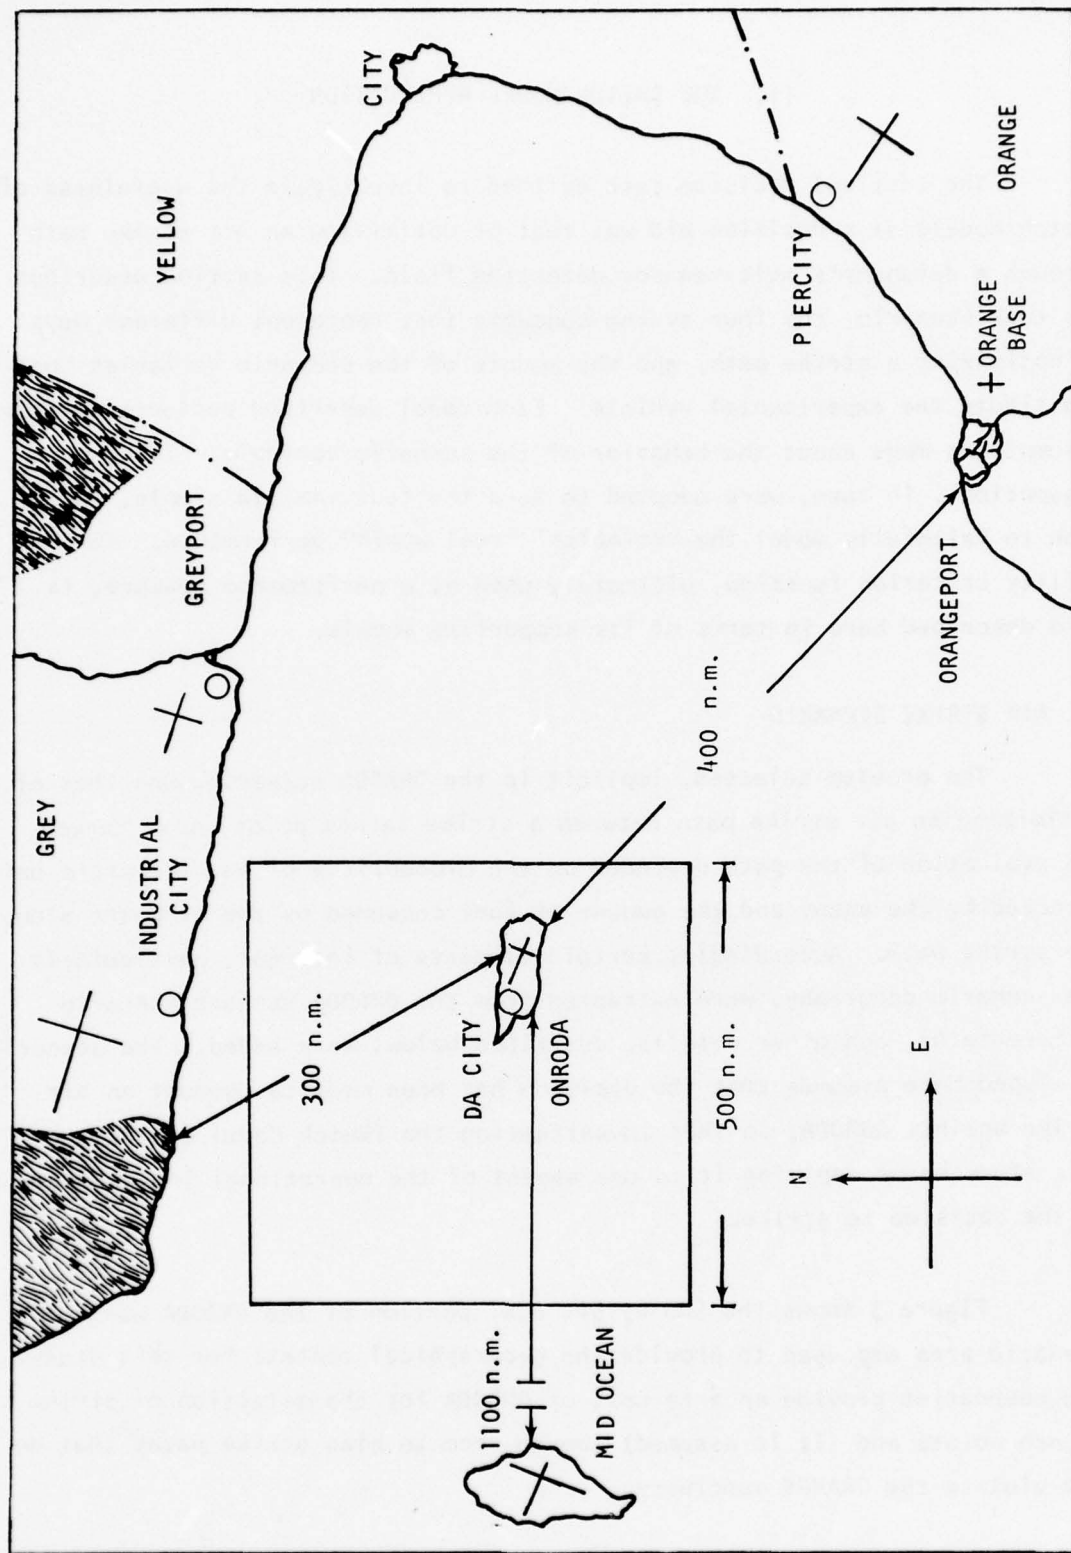 GREY
YELLOW
INDUSTRIAL
CITY
GREYPORT
300 n.m.
CITY
1100 n.m.
DA CITY
ONRODA
MID OCEAN
400 n.m.
500 n.m.
PIERCITY
N
E
ORANGEPORT
ORANGE
BASE
ORANGE